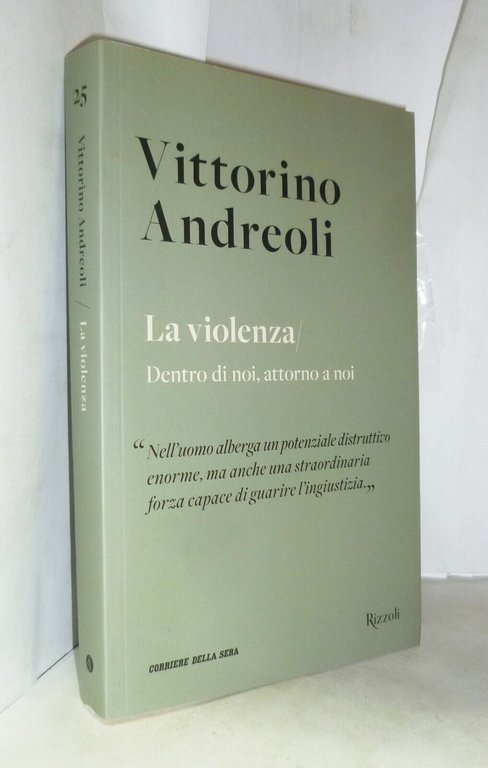 25 Vittorino Andreoli / La violenza
Vittorino
Andreoli
La violenza/
Dentro di noi, attorno a noi
“Nell’uomo alberga un potenziale distruttivo
enorme, ma anche una straordinaria
forza capace di guarire l’ingiustizia.„
Rizzoli
CORRIERE DELLA SERA